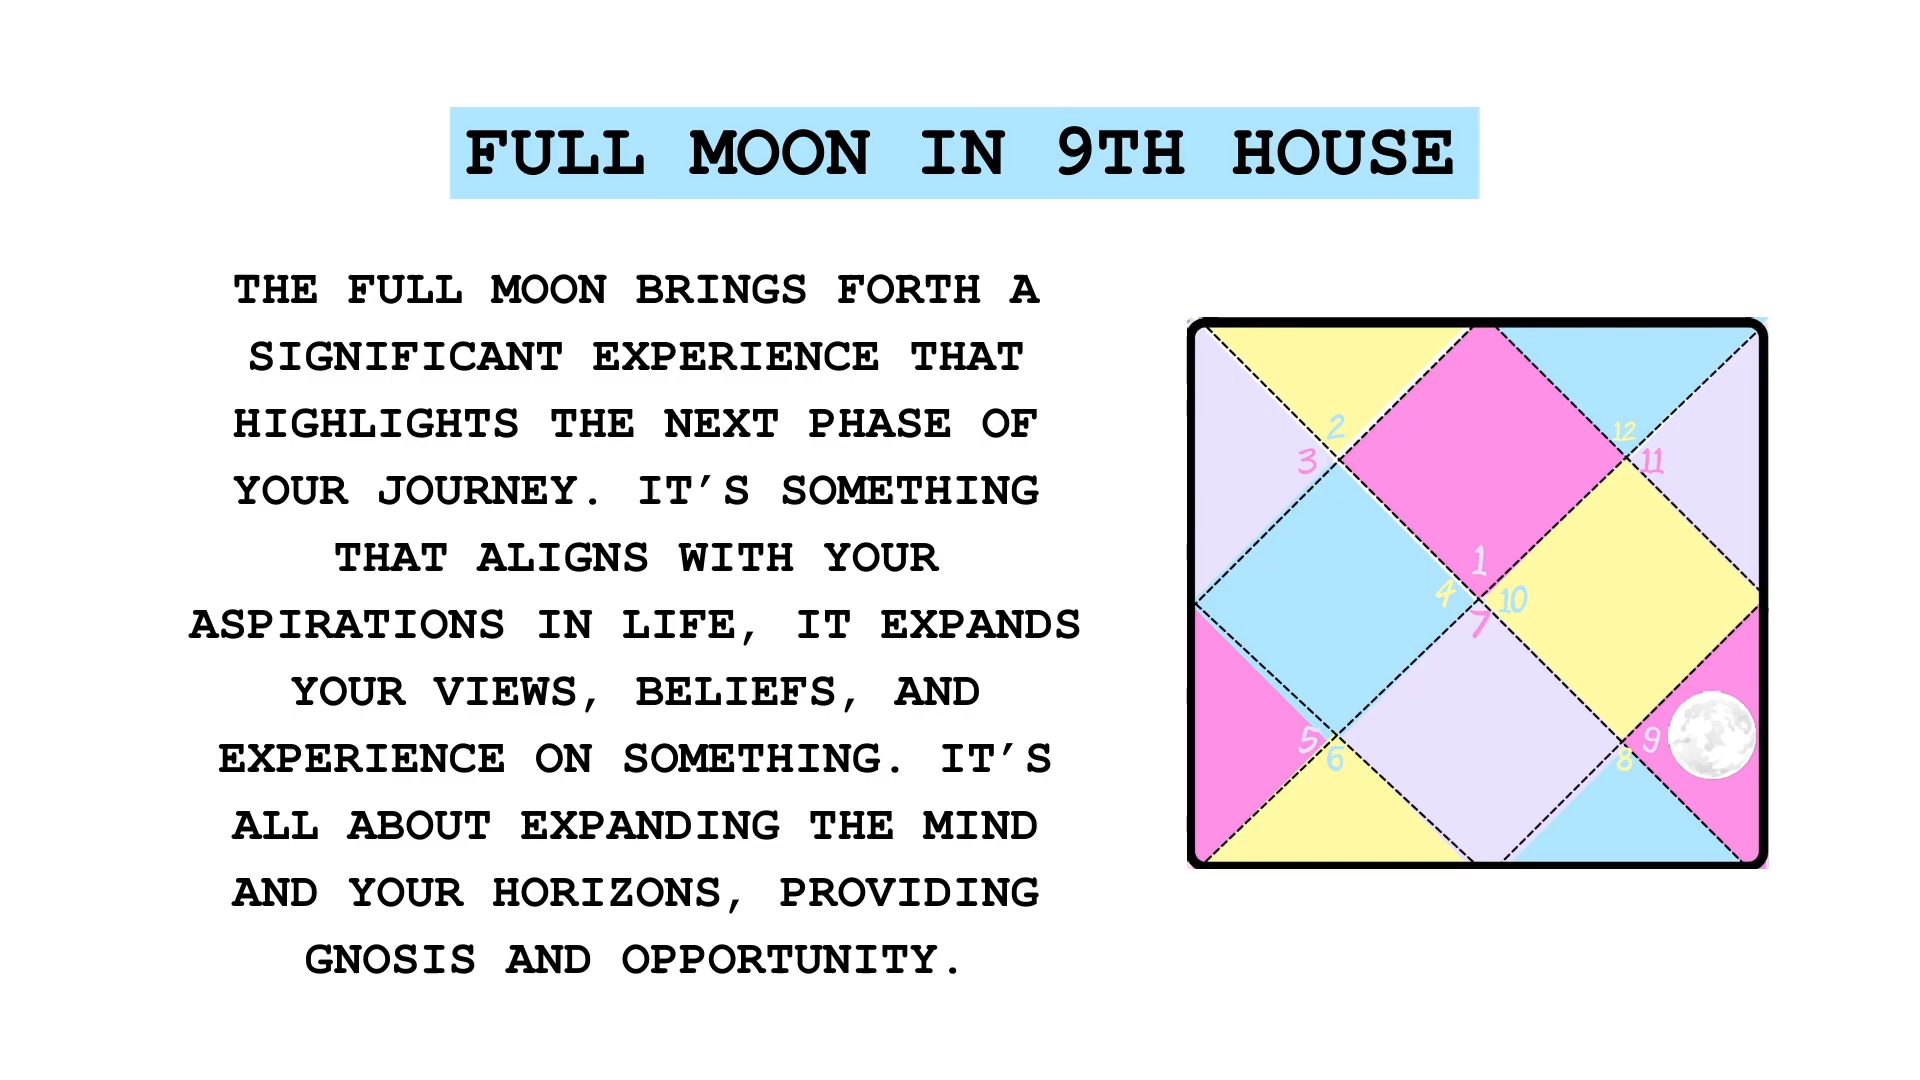 FULL MOON IN 9TH HOUSE
THE FULL MOON BRINGS FORTH A
SIGNIFICANT EXPERIENCE THAT
HIGHLIGHTS THE NEXT PHASE OF
YOUR JOURNEY. IT’S SOMETHING
THAT ALIGNS WITH YOUR
ASPIRATIONS IN LIFE, IT EXPANDS
YOUR VIEWS, BELIEFS, AND
EXPERIENCE ON SOMETHING. IT’S
ALL ABOUT EXPANDING THE MIND
AND YOUR HORIZONS, PROVIDING
GNOSIS AND OPPORTUNITY.
2
12
3
11
1
4
10
7
5
9
6
8